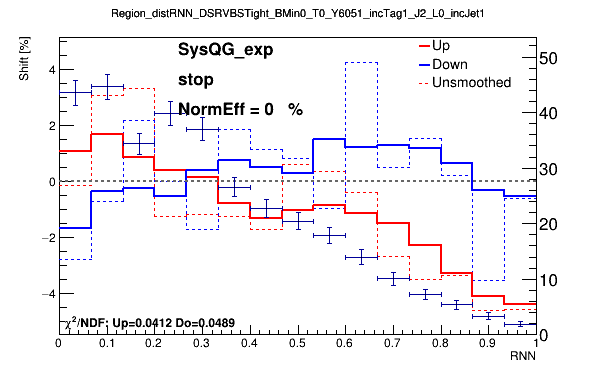 Region_distRNN_DSRVBSTight_BMin0_T0_Y6051_incTag1_J2_L0_incJet1
Shift [%]
SysQG_exp
stop
NormEff = 0 %
Up
Down
Unsmoothed
4
2
0
−2
−4
50
40
30
20
10
0
χ²/NDF: Up=0.0412 Do=0.0489
0 0.1 0.2 0.3 0.4 0.5 0.6 0.7 0.8 0.9 1
RNN